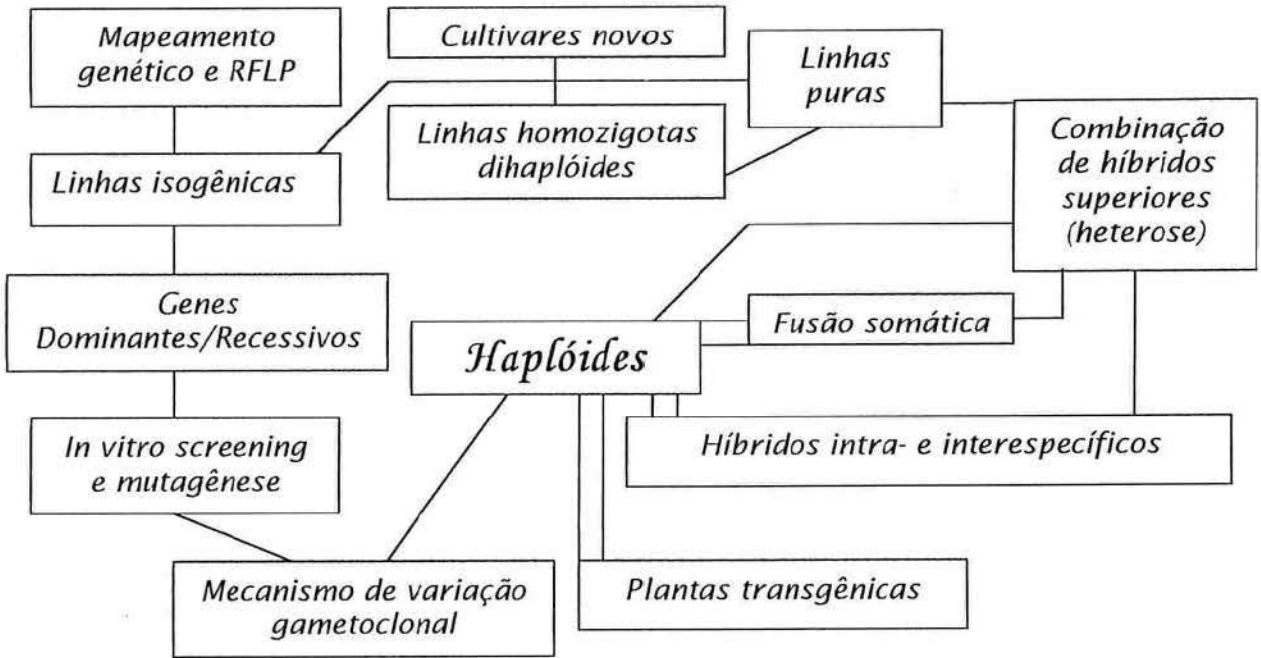 Mapeamento
genético e RFLP
Cultivares novos
Linhas
puras
Linhas homozigotas
dihaplóides
Combinação
de híbridos
superiores
(heterose)
Linhas isogênicas
Genes
Dominantes/Recessivos
Fusão somática
Haplóides
In vitro screening
e mutagênese
Híbridos intra- e interespecíficos
Mecanismo de variação
gametoclonal
Plantas transgênicas